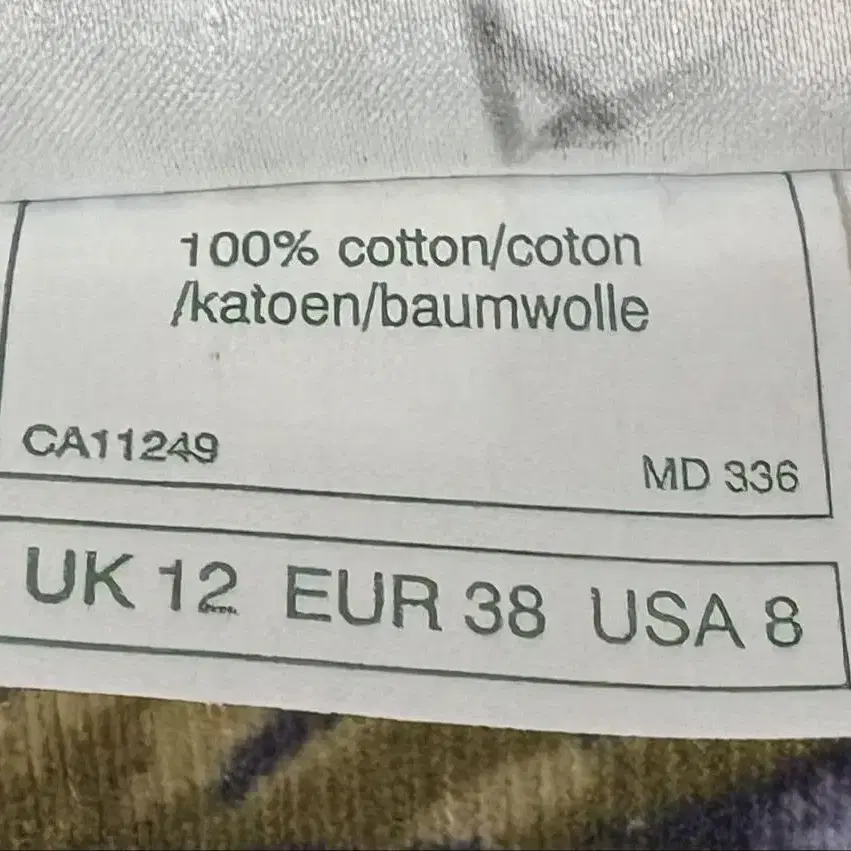 100% cotton/coton
/katoen/baumwolle
CA11249
MD 336
UK 12 EUR 38 USA 8